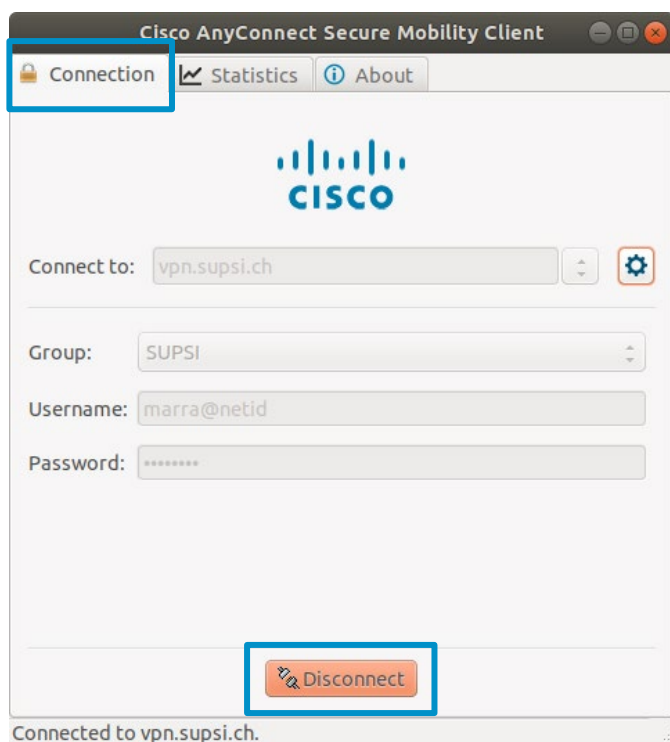 Cisco AnyConnect Secure Mobility Client
Connection Statistics About
CISCO
Connect to: vpn.supsi.ch
Group: SUPSI
Username: marra@netid
Password: ••••••••
Disconnect
Connected to vpn.supsi.ch.